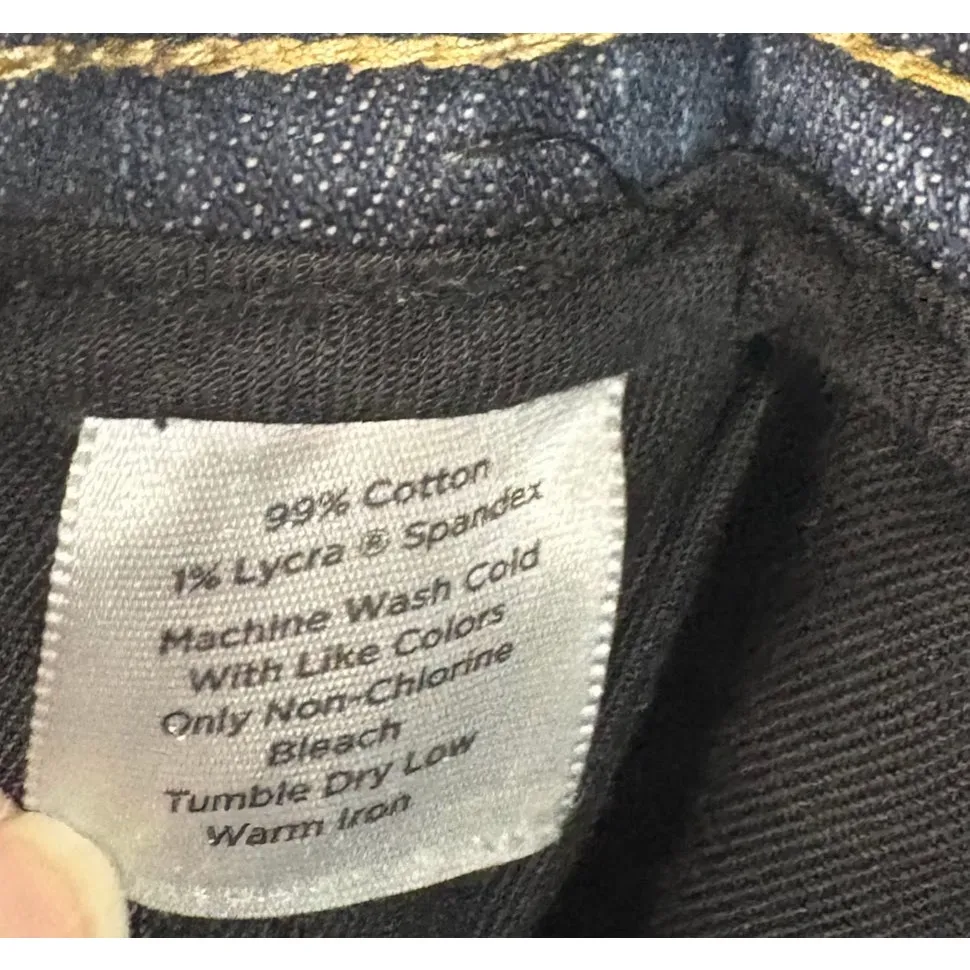 99% Cotton
1% Lycra ® Spandex
Machine Wash Cold
With Like Colors
Only Non-Chlorine
Bleach
Tumble Dry Low
Warm Iron